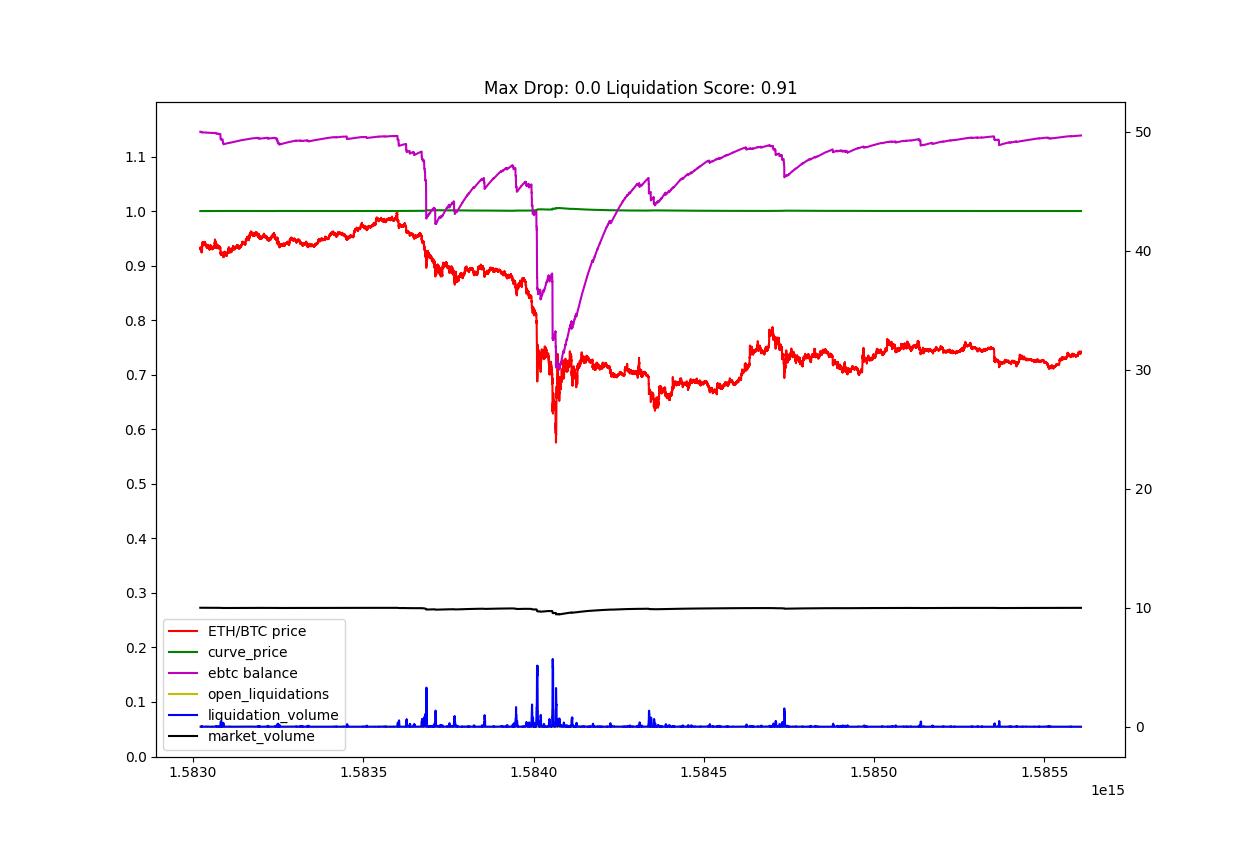 Max Drop: 0.0 Liquidation Score: 0.91
1.1
1.0
0.9
0.8
0.7
0.6
0.5
0.4
0.3
0.2
0.1
0.0
50
40
30
20
10
0
ETH/BTC price
curve_price
ebtc balance
open_liquidations
liquidation_volume
market_volume
1.5830 1.5835 1.5840 1.5845 1.5850 1.5855
1e15